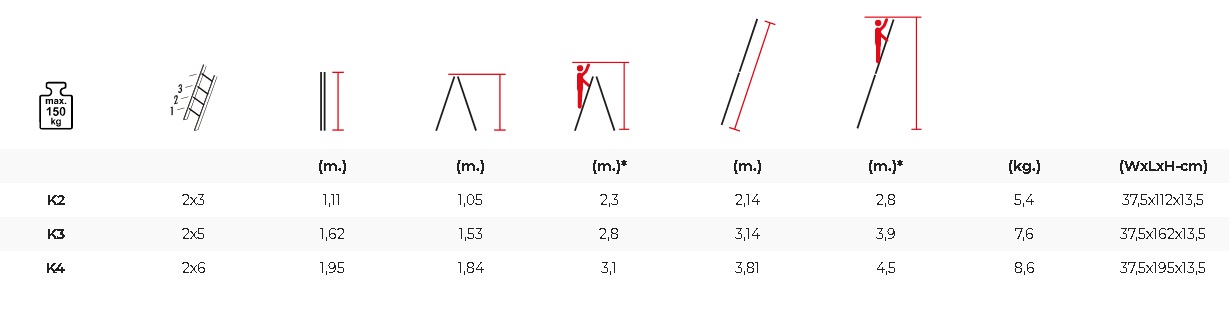 max.
150
kg
3
2
1
(m.) (m.) (m.)* (m.) (m.)* (kg.) (WxLxH-cm)
K2 2x3 1,11 1,05 2,3 2,14 2,8 5,4 37,5x112x13,5
K3 2x5 1,62 1,53 2,8 3,14 3,9 7,6 37,5x162x13,5
K4 2x6 1,95 1,84 3,1 3,81 4,5 8,6 37,5x195x13,5